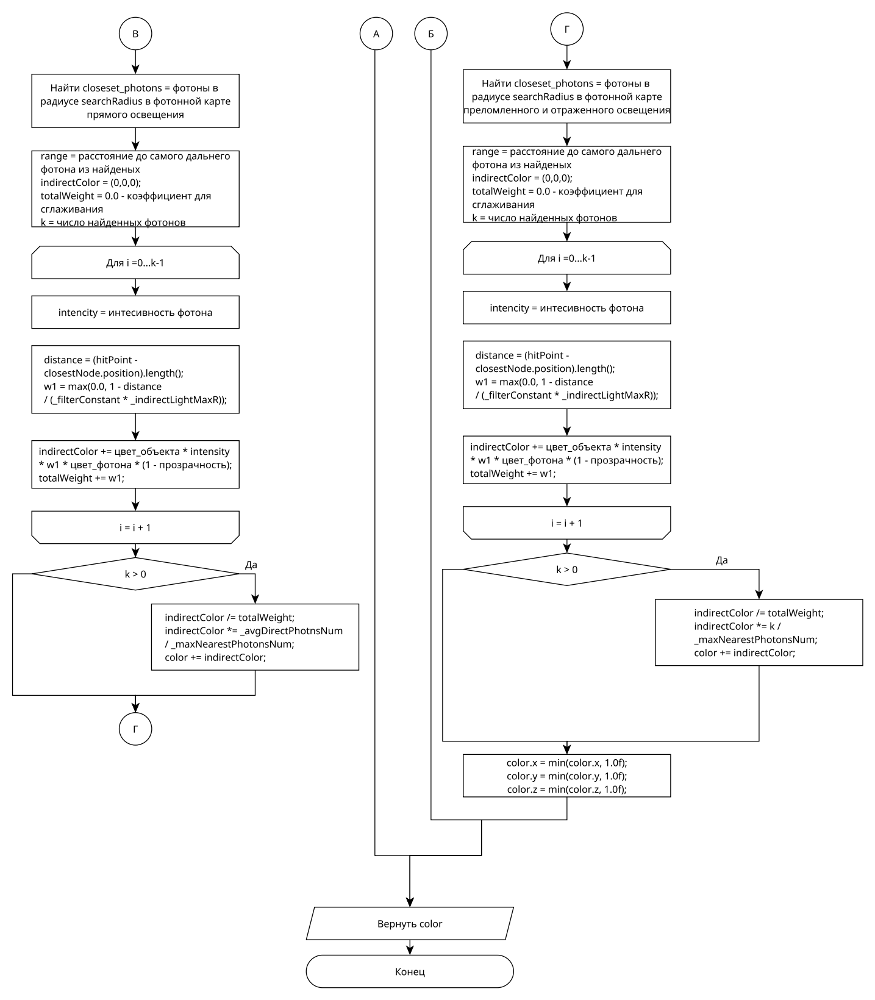 В
Найти closeset_photons = фотоны в
радиусе searchRadius в фотонной карте
прямого освещения
range = расстояние до самого дальнего
фотона из найденых
indirectColor = (0,0,0);
totalWeight = 0.0 - коэффициент для
сглаживания
k = число найденных фотонов
Для i =0...k-1
intencity = интесивность фотона
distance = (hitPoint -
closestNode.position).length();
w1 = max(0.0, 1 - distance
/ (_filterConstant * _indirectLightMaxR));
indirectColor += цвет_объекта * intensity
* w1 * цвет_фотона * (1 - прозрачность);
totalWeight += w1;
i = i + 1
k > 0
Да
indirectColor /= totalWeight;
indirectColor *= _avgDirectPhotnsNum
/ _maxNearestPhotonsNum;
color += indirectColor;
Г
А
Б
Г
Найти closeset_photons = фотоны в
радиусе searchRadius в фотонной карте
преломленного и отраженного освещения
range = расстояние до самого дальнего
фотона из найденых
indirectColor = (0,0,0);
totalWeight = 0.0 - коэффициент для
сглаживания
k = число найденных фотонов
Для i =0...k-1
intencity = интесивность фотона
distance = (hitPoint -
closestNode.position).length();
w1 = max(0.0, 1 - distance
/ (_filterConstant * _indirectLightMaxR));
indirectColor += цвет_объекта * intensity
* w1 * цвет_фотона * (1 - прозрачность);
totalWeight += w1;
i = i + 1
k > 0
Да
indirectColor /= totalWeight;
indirectColor *= k /
_maxNearestPhotonsNum;
color += indirectColor;
color.x = min(color.x, 1.0f);
color.y = min(color.y, 1.0f);
color.z = min(color.z, 1.0f);
Вернуть color
Конец